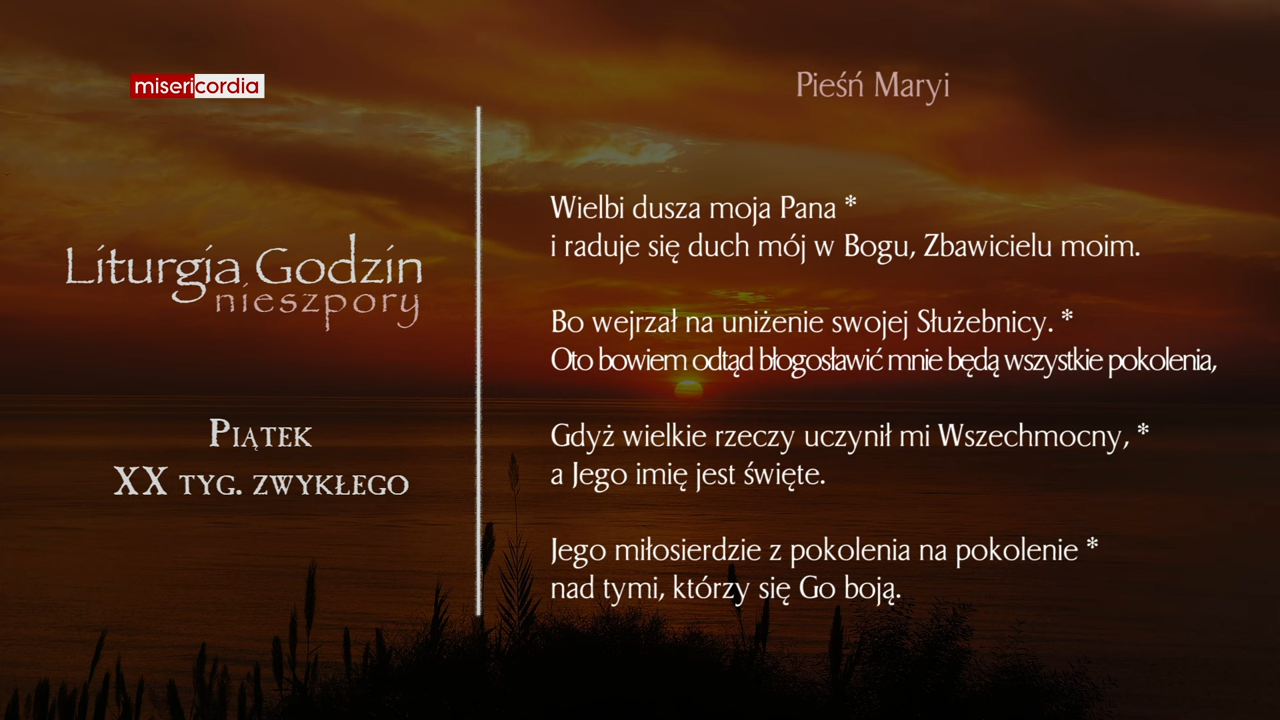 misericordia
Liturgia Godzin
nieszpory
Piątek
XX tyg. zwykłego
Pieśń Maryi
Wielbi dusza moja Pana *
i raduje się duch mój w Bogu, Zbawicielu moim.
Bo wejrzał na uniżenie swojej Służebnicy. *
Oto bowiem odtąd błogosławić mnie będą wszystkie pokolenia,
Gdyż wielkie rzeczy uczynił mi Wszechmocny, *
a Jego imię jest święte.
Jego miłosierdzie z pokolenia na pokolenie *
nad tymi, którzy się Go boją.